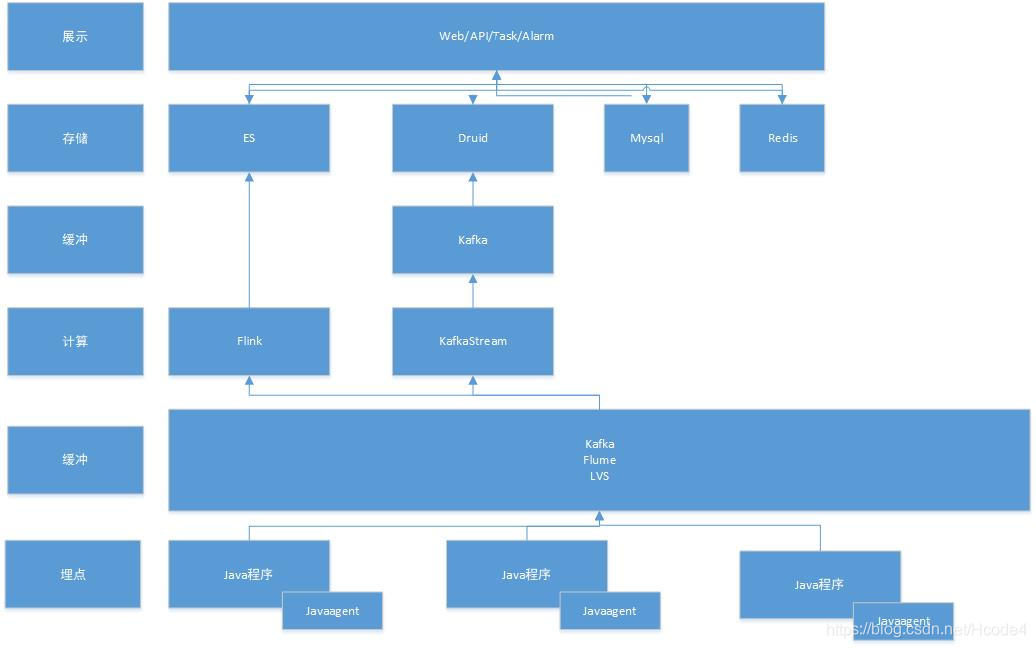 展示
Web/API/Task/Alarm
存储
ES
Druid
Mysql
Redis
缓冲
Kafka
计算
Flink
KafkaStream
缓冲
Kafka
Flume
LVS
埋点
Java程序
Java程序
Java程序
Javaagent
Javaagent
Javaagent
https://blog.csdn.net/Hcode4